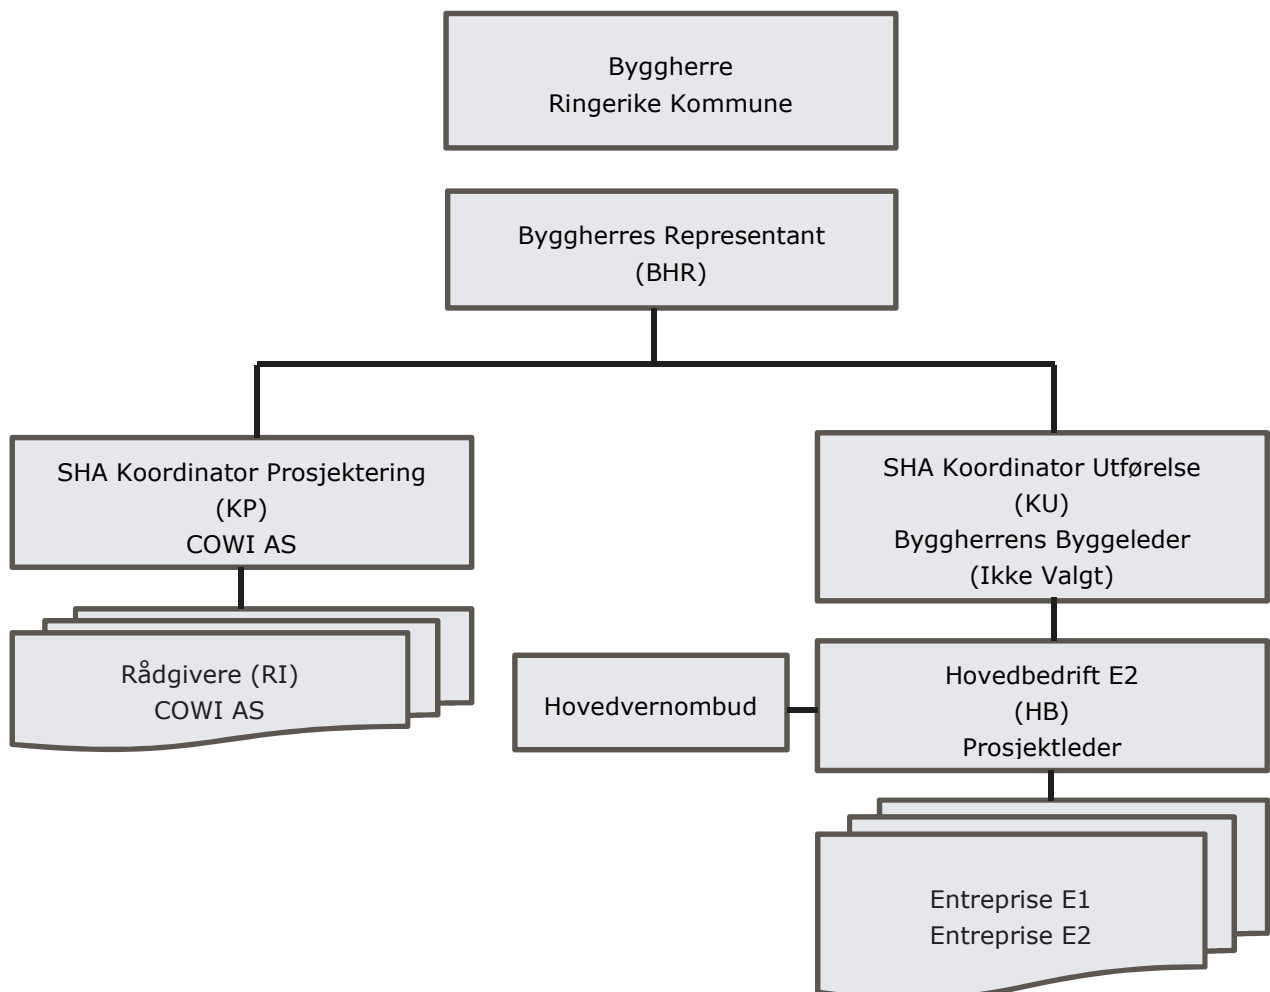 Byggherre
Ringerike Kommune
Byggherres Representant
(BHR)
SHA Koordinator Prosjektering
(KP)
COWI AS
SHA Koordinator Utførelse
(KU)
Byggherrens Byggeleder
(Ikke Valgt)
Rådgivere (RI)
COWI AS
Hovedvernombud
Hovedbedrift E2
(HB)
Prosjektleder
Entreprise E1
Entreprise E2